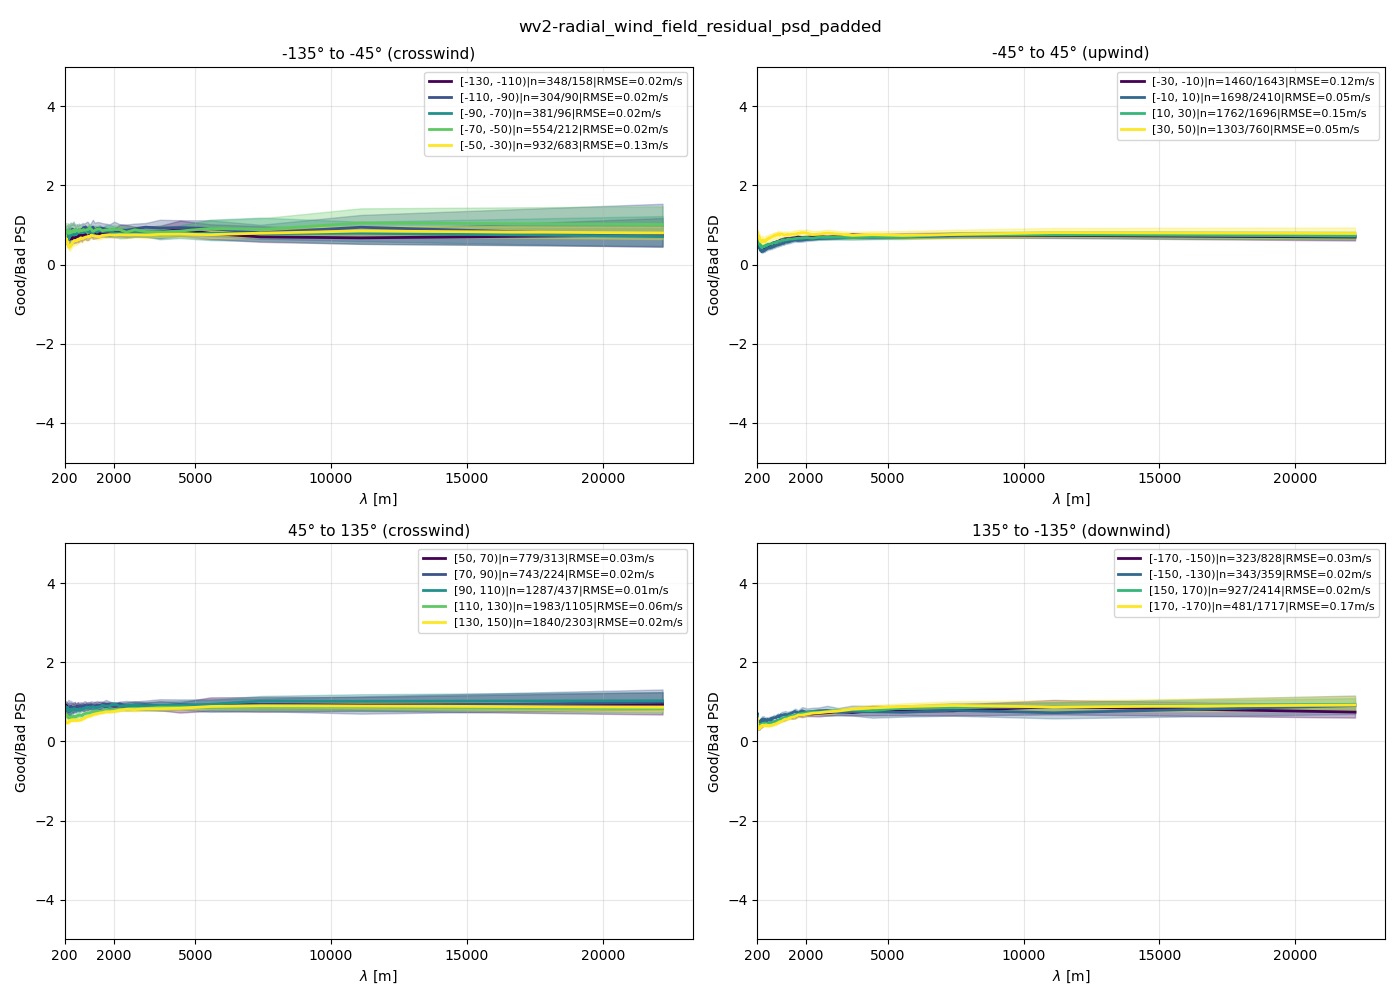 wv2-radial_wind_field_residual_psd_padded
-135° to -45° (crosswind)
[-130, -110)|n=348/158|RMSE=0.02m/s
[-110, -90)|n=304/90|RMSE=0.02m/s
[-90, -70)|n=381/96|RMSE=0.02m/s
[-70, -50)|n=554/212|RMSE=0.02m/s
[-50, -30)|n=932/683|RMSE=0.13m/s
4
2
0
−2
−4
Good/Bad PSD
200 2000 5000 10000 15000 20000
λ [m]
-45° to 45° (upwind)
[-30, -10)|n=1460/1643|RMSE=0.12m/s
[-10, 10)|n=1698/2410|RMSE=0.05m/s
[10, 30)|n=1762/1696|RMSE=0.15m/s
[30, 50)|n=1303/760|RMSE=0.05m/s
4
2
0
−2
−4
Good/Bad PSD
200 2000 5000 10000 15000 20000
λ [m]
45° to 135° (crosswind)
[50, 70)|n=779/313|RMSE=0.03m/s
[70, 90)|n=743/224|RMSE=0.02m/s
[90, 110)|n=1287/437|RMSE=0.01m/s
[110, 130)|n=1983/1105|RMSE=0.06m/s
[130, 150)|n=1840/2303|RMSE=0.02m/s
4
2
0
−2
−4
Good/Bad PSD
200 2000 5000 10000 15000 20000
λ [m]
135° to -135° (downwind)
[-170, -150)|n=323/828|RMSE=0.03m/s
[-150, -130)|n=343/359|RMSE=0.02m/s
[150, 170)|n=927/2414|RMSE=0.02m/s
[170, -170)|n=481/1717|RMSE=0.17m/s
4
2
0
−2
−4
Good/Bad PSD
200 2000 5000 10000 15000 20000
λ [m]